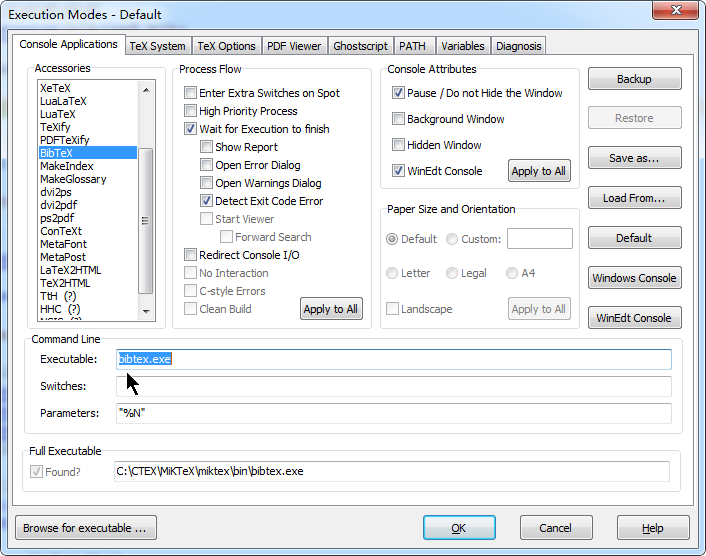 Execution Modes - Default
Console Applications TeX System TeX Options PDF Viewer Ghostscript PATH Variables Diagnosis
Accessories
XeTeX
LuaLaTeX
LuaTeX
TeXify
PDFTeXify
BibTeX
MakeIndex
MakeGlossary
dvi2ps
dvi2pdf
ps2pdf
ConTeXt
MetaFont
MetaPost
LaTeX2HTML
TeX2HTML
TtH (?)
HHC (?)
Process Flow
Enter Extra Switches on Spot
High Priority Process
Wait for Execution to finish
Show Report
Open Error Dialog
Open Warnings Dialog
Detect Exit Code Error
Start Viewer
Forward Search
Redirect Console I/O
No Interaction
C-style Errors
Clean Build
Apply to All
Console Attributes
Pause / Do not Hide the Window
Background Window
Hidden Window
WinEdt Console
Apply to All
Paper Size and Orientation
Default Custom:
Letter Legal A4
Landscape
Apply to All
Backup
Restore
Save as...
Load From...
Default
Windows Console
WinEdt Console
Command Line
Executable: bibtex.exe
Switches:
Parameters: "%N"
Full Executable
Found? C:\CTEX\MiKTeX\miktex\bin\bibtex.exe
Browse for executable ...
OK
Cancel
Help